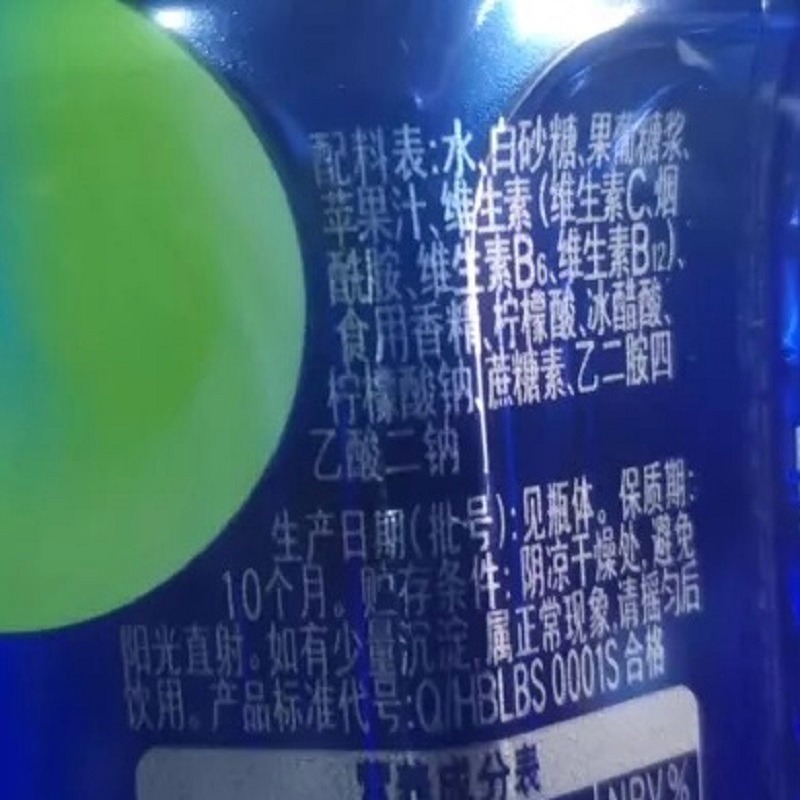 配料表:水、白砂糖、果葡糖浆、
苹果汁、维生素(维生素C、烟
酰胺、维生素B6、维生素B12)、
食用香精、柠檬酸、冰醋酸、
柠檬酸钠、蔗糖素、乙二胺四
乙酸二钠
生产日期(批号):见瓶体。保质期:
10个月。贮存条件:阴凉干燥处,避免
阳光直射。如有少量沉淀,属正常现象,请摇匀后
饮用。产品标准代号:Q/HBLBS 0001S 合格
营养成分表
NRV%